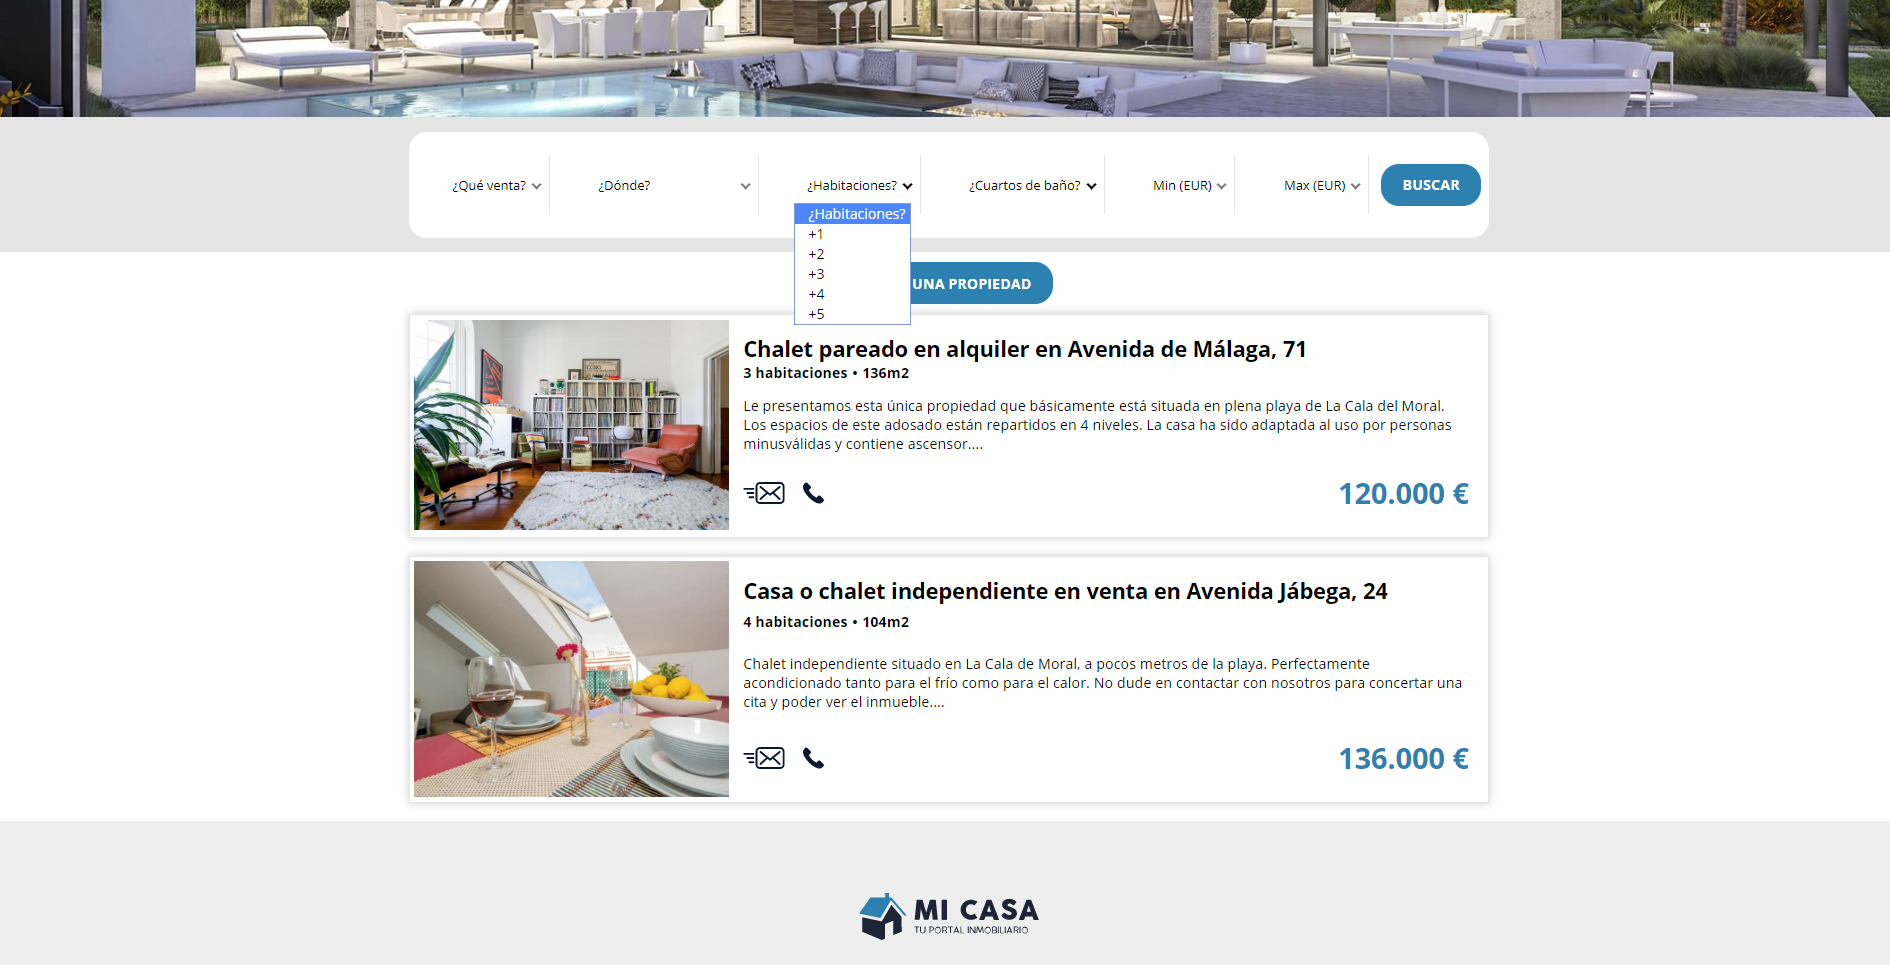 ¿Qué venta?
¿Dónde?
¿Habitaciones?
¿Cuartos de baño?
Min (EUR)
Max (EUR)
BUSCAR
¿Habitaciones?
+1
+2
+3
+4
+5
UNA PROPIEDAD
Chalet pareado en alquiler en Avenida de Málaga, 71
3 habitaciones • 136m2
Le presentamos esta única propiedad que básicamente está situada en plena playa de La Cala del Moral.
Los espacios de este adosado están repartidos en 4 niveles. La casa ha sido adaptada al uso por personas
minusválidas y contiene ascensor....
120.000 €
Casa o chalet independiente en venta en Avenida Jábega, 24
4 habitaciones • 104m2
Chalet independiente situado en La Cala de Moral, a pocos metros de la playa. Perfectamente
acondicionado tanto para el frío como para el calor. No dude en contactar con nosotros para concertar una
cita y poder ver el inmueble....
136.000 €
MI CASA
TU PORTAL INMOBILIARIO